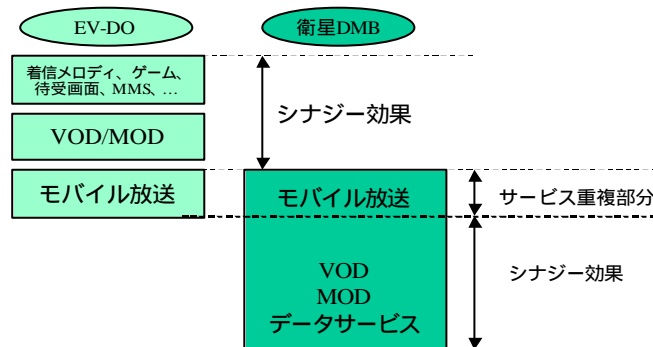 EV-DO
衛星DMB
着信メロディ、ゲーム、
待受画面、MMS、…
シナジー効果
VOD/MOD
モバイル放送
モバイル放送
サービス重複部分
VOD
MOD
データサービス
シナジー効果